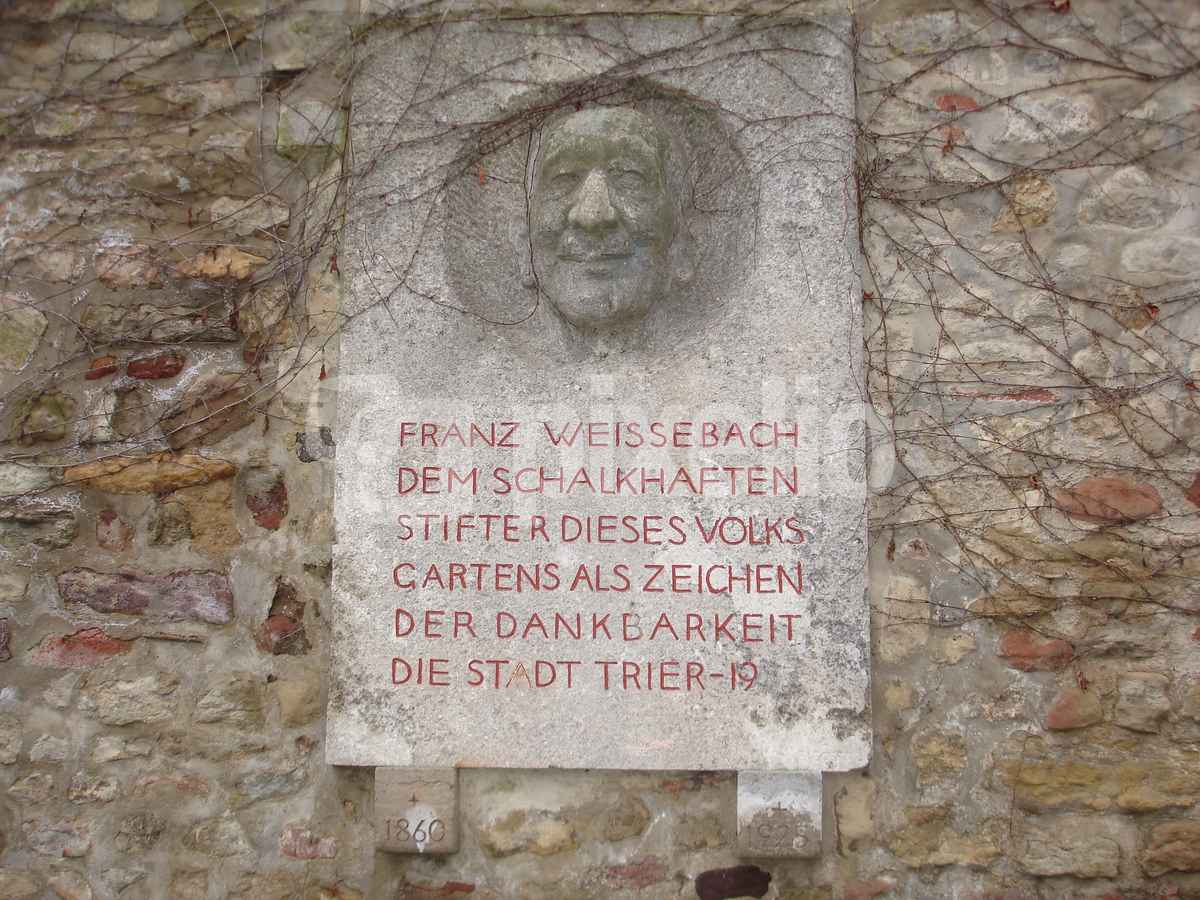 FRANZ WEISSEBACH
DEM SCHALKHAFTEN
STIFTER DIESES VOLKS
GARTENS ALS ZEICHEN
DER DANKBARKEIT
DIE STADT TRIER-19
1860